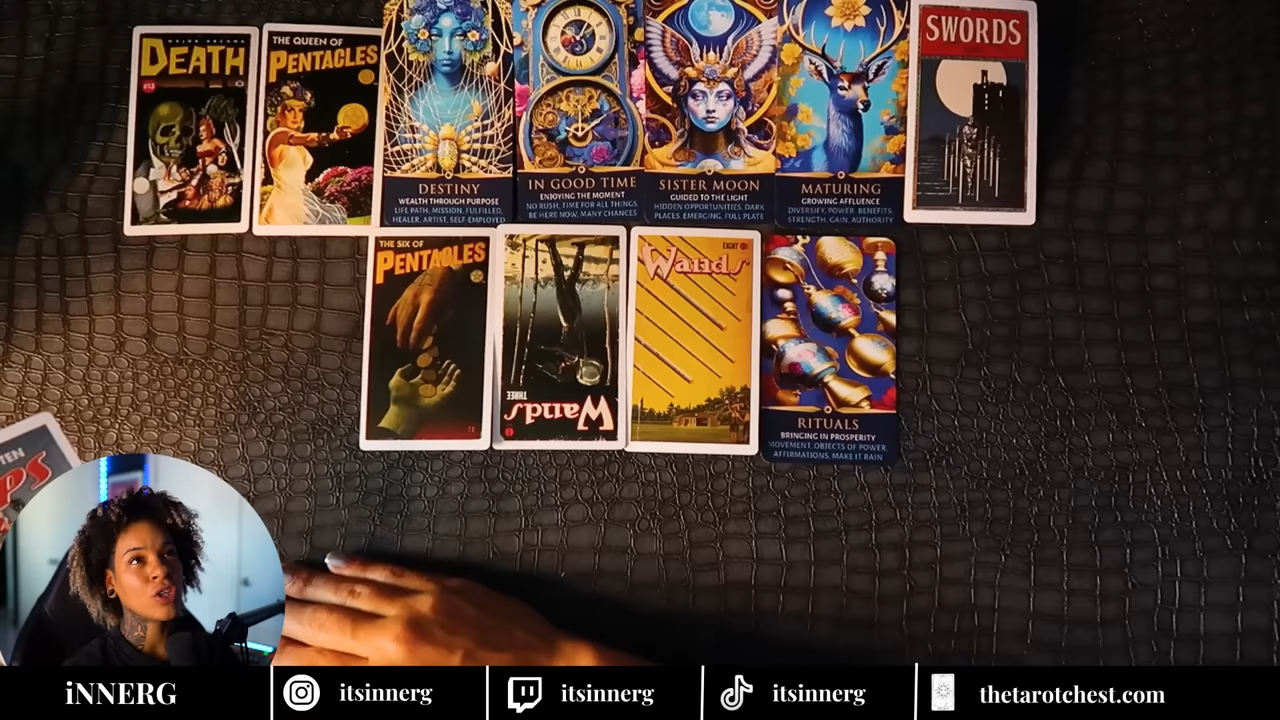 MAJOR ARCANA
DEATH
THE QUEEN OF
PENTACLES
DESTINY
WEALTH THROUGH PURPOSE
LIFE PATH, MISSION, FULFILLED,
HEALER, ARTIST, SELF-EMPLOYED
IN GOOD TIME
ENJOYING THE MOMENT
NO RUSH, TIME FOR ALL THINGS,
BE HERE NOW, MANY CHANCES
SISTER MOON
GUIDED TO THE LIGHT
HIDDEN OPPORTUNITIES, DARK
PLACES, EMERGING, FULL PLATE
MATURING
GROWING AFFLUENCE
DIVERSIFY, POWER, BENEFITS,
STRENGTH, GAIN, AUTHORITY
SWORDS
THE SIX OF
PENTACLES
THREE
Wands
EIGHT
Wands
RITUALS
BRINGING IN PROSPERITY
MOVEMENT, OBJECTS OF POWER,
AFFIRMATIONS, MAKE IT RAIN
TEN
iNNERG
itsinnerg
itsinnerg
itsinnerg
thetarotchest.com